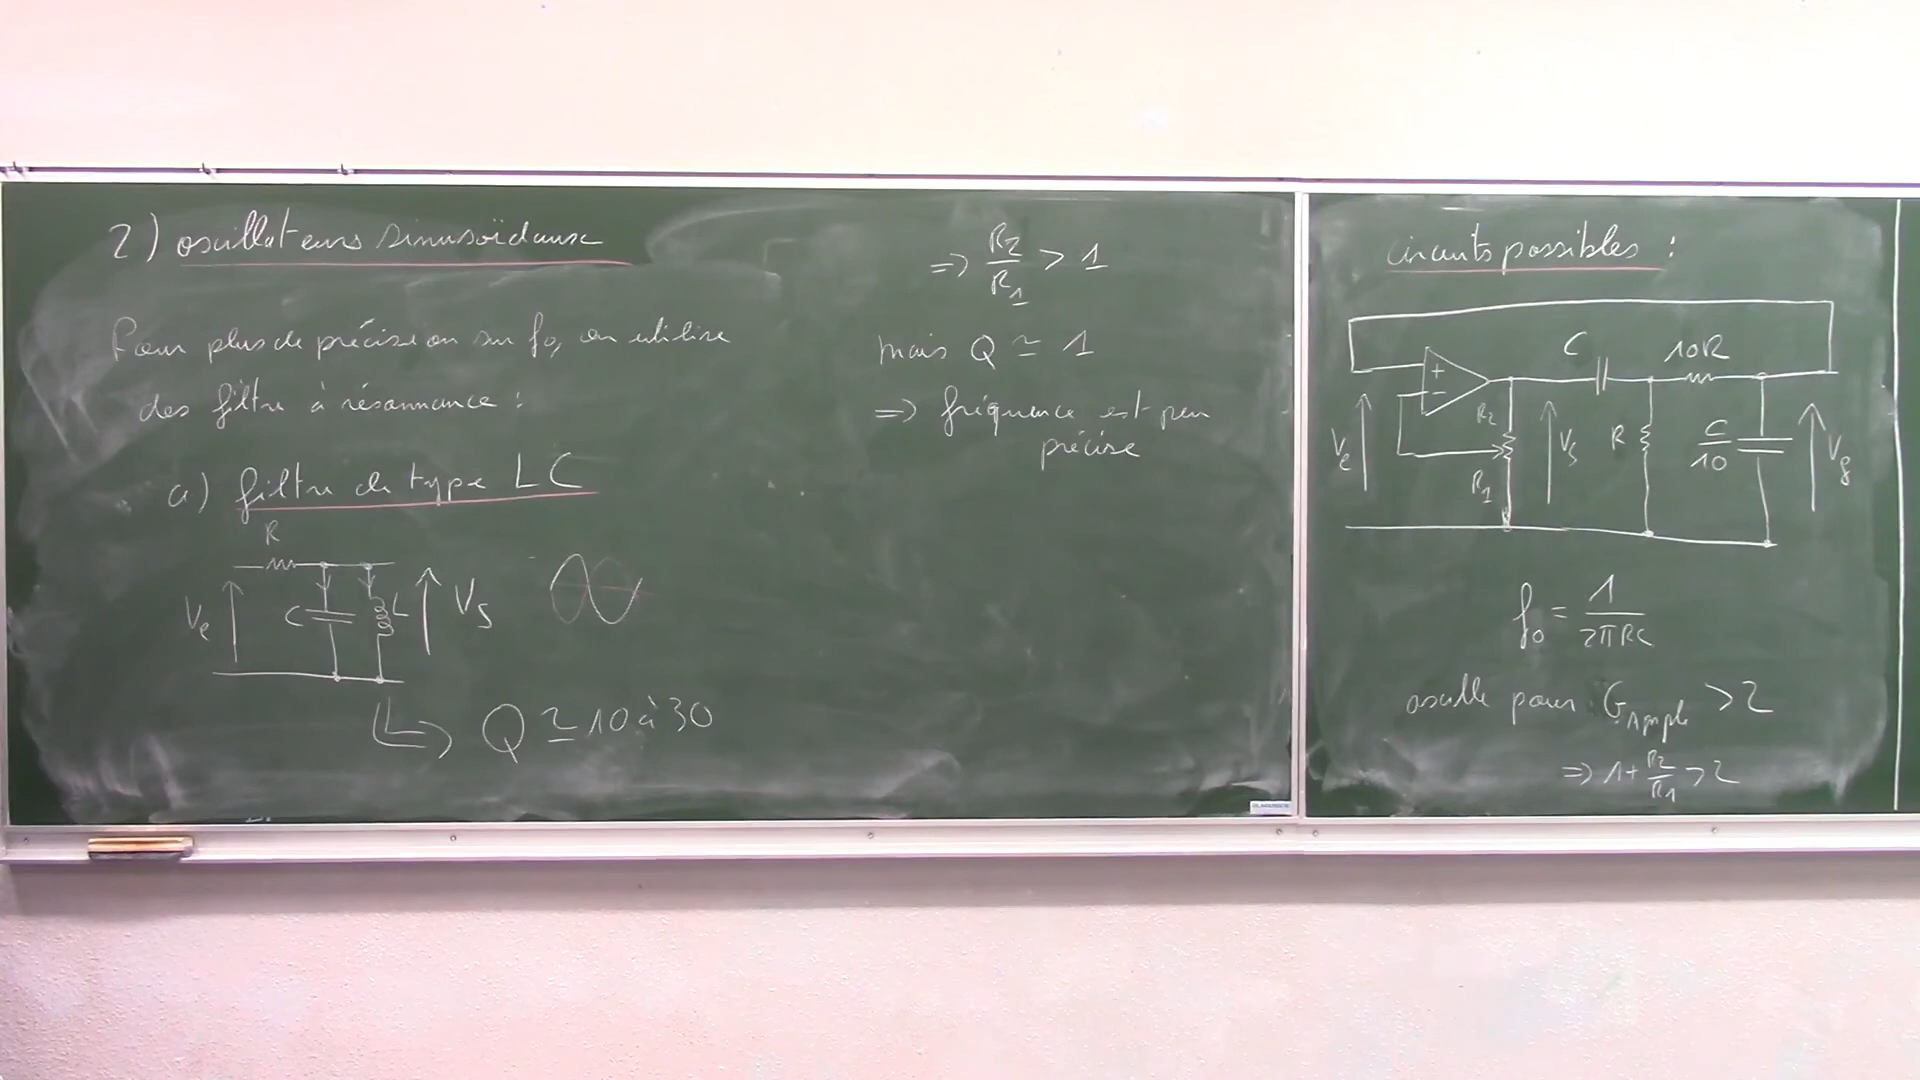 2) oscillateurs sinusoïdaux
Pour plus de précision sur f0, on utilise
des filtre à résonnance :
a) filtre de type LC
R
Ve
C
L
Vs
Q ≃ 10 à 30
=> R2/R1 > 1
mais Q ≃ 1
=> fréquence est peu
précise
circuits possibles :
C
10R
+
-
R2
Ve
Vs
R
C/10
R1
f0 = 1/2πRC
oscille pour GAmpli > 2
=> 1 + R2/R1 > 2